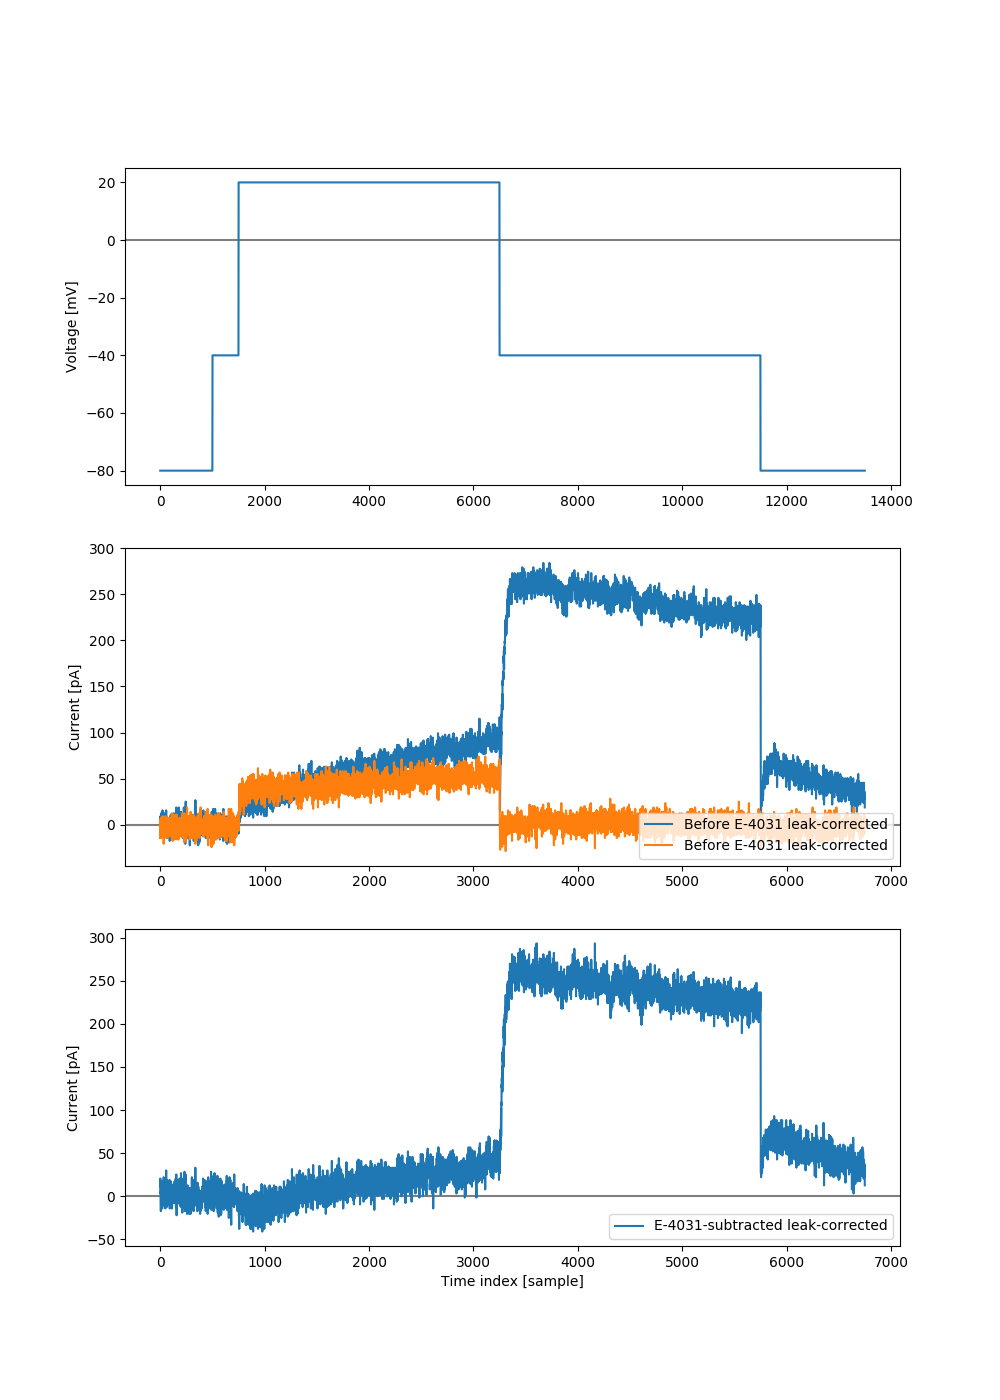 20
0
−20
−40
−60
−80
Voltage [mV]
0 2000 4000 6000 8000 10000 12000 14000
300
250
200
150
100
50
0
Current [pA]
Before E-4031 leak-corrected
Before E-4031 leak-corrected
0 1000 2000 3000 4000 5000 6000 7000
300
250
200
150
100
50
0
−50
Current [pA]
E-4031-subtracted leak-corrected
0 1000 2000 3000 4000 5000 6000 7000
Time index [sample]